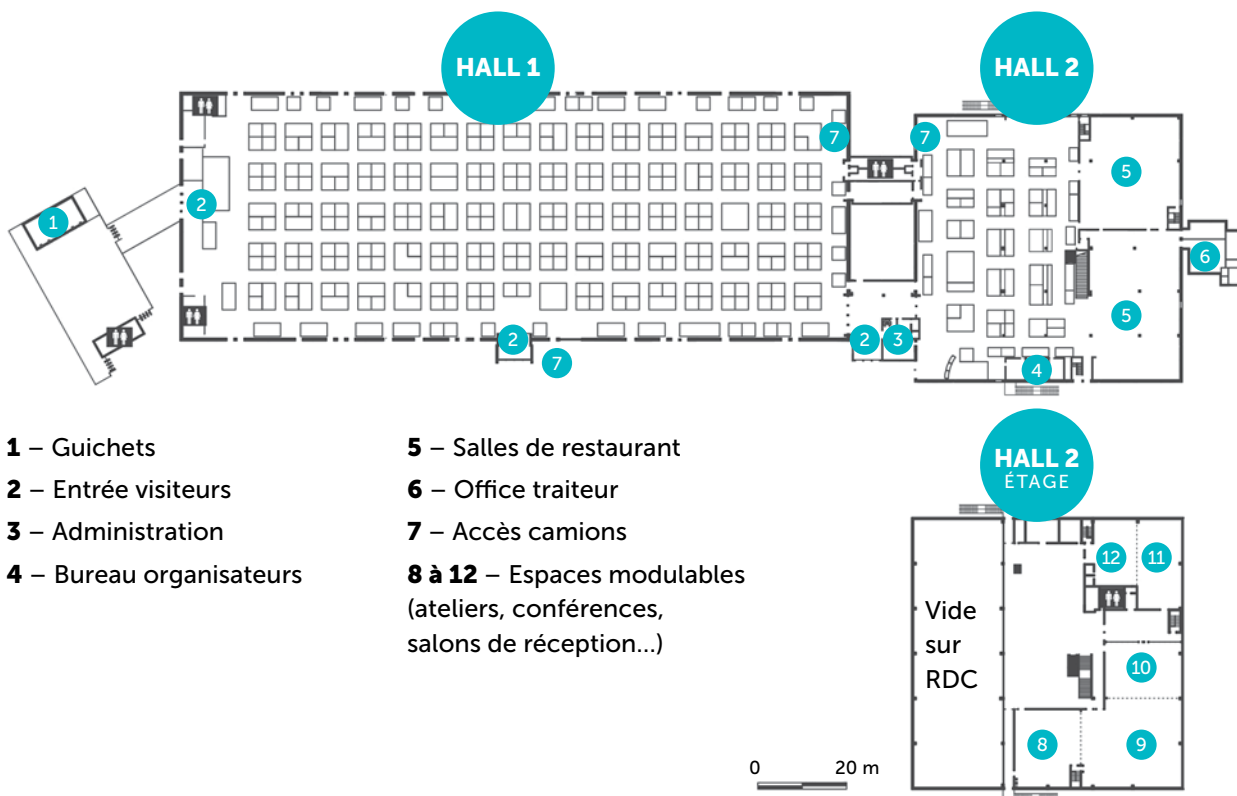 HALL 1
HALL 2
7
7
5
1
2
6
5
2
7
2
3
4
1 – Guichets
2 – Entrée visiteurs
3 – Administration
4 – Bureau organisateurs
5 – Salles de restaurant
6 – Office traiteur
7 – Accès camions
8 à 12 – Espaces modulables
(ateliers, conférences,
salons de réception...)
HALL 2
ÉTAGE
12
11
Vide
sur
RDC
10
8
9
0 20 m